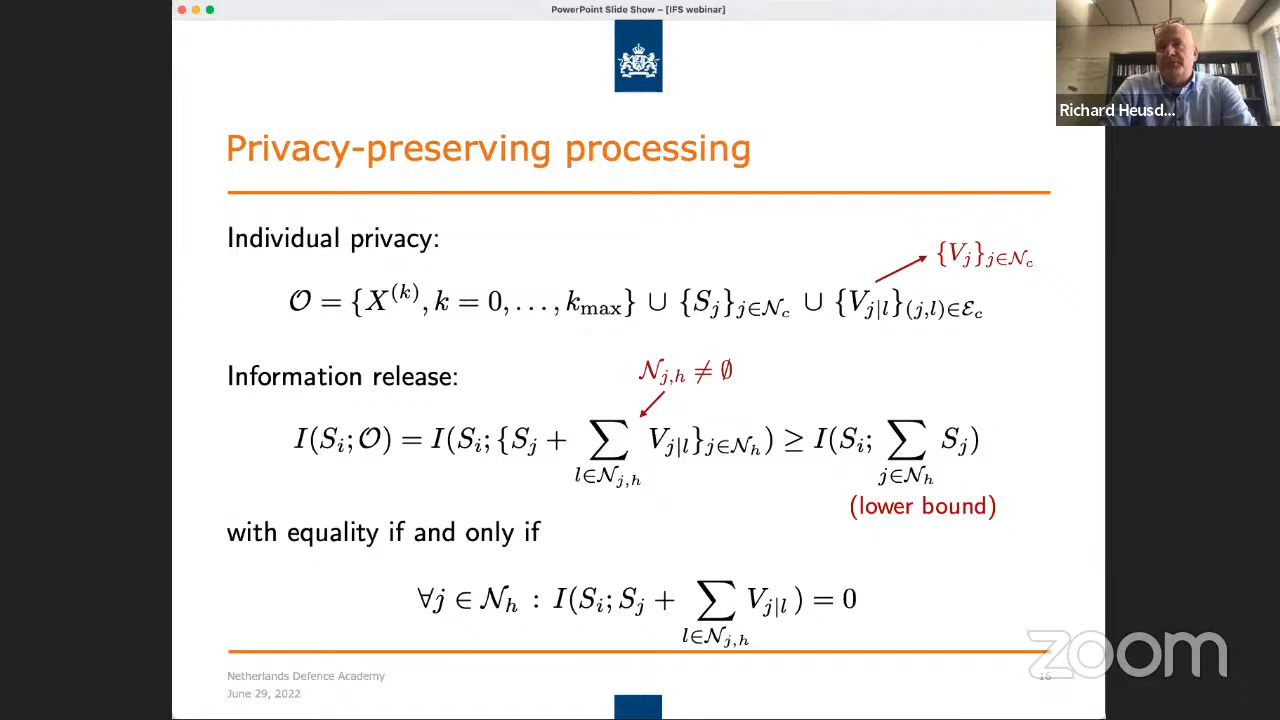 PowerPoint Slide Show – [IFS webinar]
Richard Heusd...
Privacy-preserving processing
Individual privacy:
{V_j}_{j∈𝒩_c}
𝒪 = {X^{(k)}, k = 0, . . . , k_max} ∪ {S_j}_{j∈𝒩_c} ∪ {V_{j|l}}_{(j,l)∈ℰ_c}
Information release:
𝒩_{j,h} ≠ ∅
I(S_i; 𝒪) = I(S_i; {S_j + ∑_{l∈𝒩_{j,h}} V_{j|l}}_{j∈𝒩_h}) ≥ I(S_i; ∑_{j∈𝒩_h} S_j)
(lower bound)
with equality if and only if
∀j ∈ 𝒩_h : I(S_i; S_j + ∑_{l∈𝒩_{j,h}} V_{j|l}) = 0
Netherlands Defence Academy
June 29, 2022
16
zoom